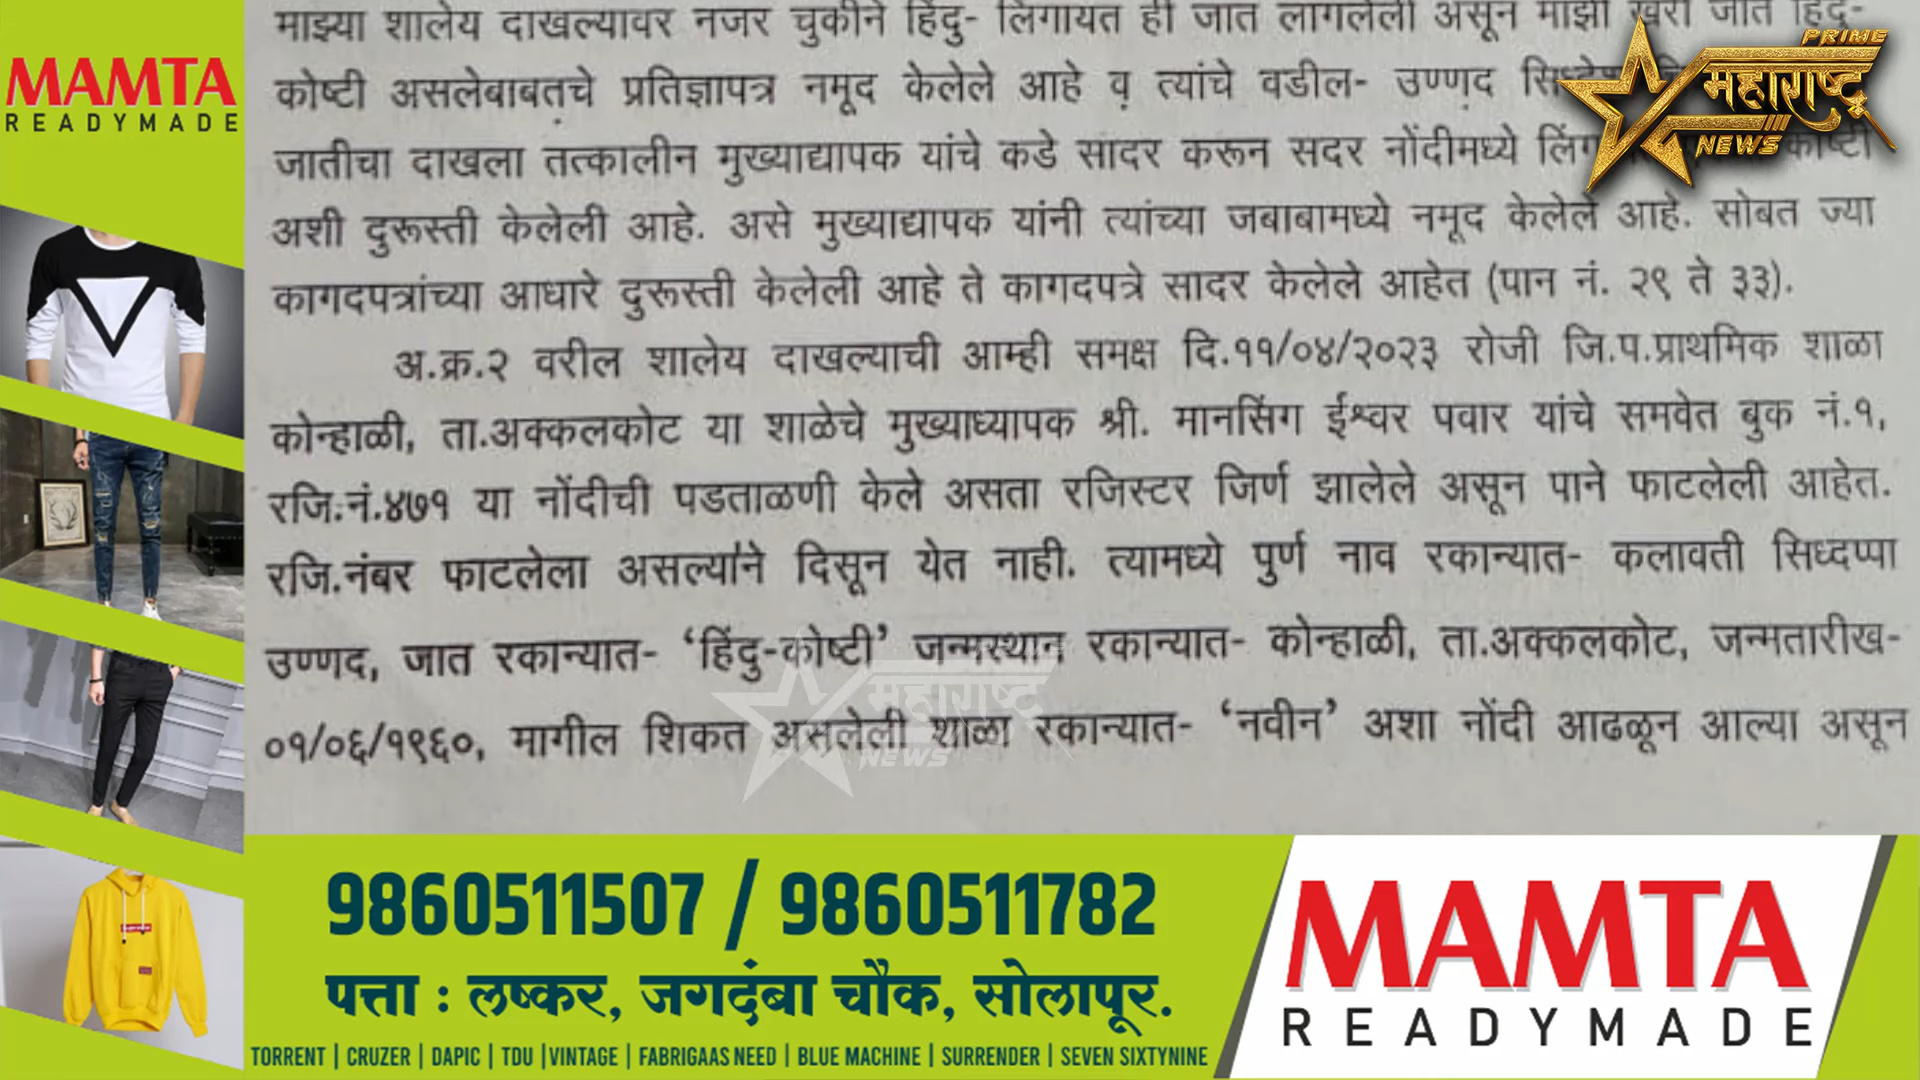 MAMTA
READYMADE
माझ्या शालेय दाखल्यावर नजर चुकीने हिंदु- लिंगायत ही जात लागलेली असून माझी खरी जात हिंदु-
कोष्टी असलेबाबतचे प्रतिज्ञापत्र नमूद केलेले आहे व त्यांचे वडील- उण्णद
जातीचा दाखला तत्कालीन मुख्याद्यापक यांचे कडे सादर करून सदर नोंदीमध्ये कोष्टी
अशी दुरूस्ती केलेली आहे. असे मुख्याद्यापक यांनी त्यांच्या जबाबामध्ये नमूद केलेले आहे. सोबत ज्या
कागदपत्रांच्या आधारे दुरूस्ती केलेली आहे ते कागदपत्रे सादर केलेले आहेत (पान नं. २९ ते ३३).
अ.क्र.२ वरील शालेय दाखल्याची आम्ही समक्ष दि.११/०४/२०२३ रोजी जि.प.प्राथमिक शाळा
कोन्हाळी, ता.अक्कलकोट या शाळेचे मुख्याध्यापक श्री. मानसिंग ईश्वर पवार यांचे समवेत बुक नं.१,
रजि.नं.४७१ या नोंदीची पडताळणी केले असता रजिस्टर जिर्ण झालेले असून पाने फाटलेली आहेत.
रजि.नंबर फाटलेला असल्याने दिसून येत नाही. त्यामध्ये पुर्ण नाव रकान्यात- कलावती सिध्दप्पा
उण्णद, जात रकान्यात- ‘हिंदु-कोष्टी’ जन्मस्थान रकान्यात- कोन्हाळी, ता.अक्कलकोट, जन्मतारीख-
०१/०६/१९६०, मागील शिकत असलेली शाळा रकान्यात- ‘नवीन’ अशा नोंदी आढळून आल्या असून
PRIME
महाराष्ट्र
NEWS
महाराष्ट्र
NEWS
9860511507 / 9860511782
पत्ता : लष्कर, जगदंबा चौक, सोलापूर.
TORRENT | CRUZER | DAPIC | TDU |VINTAGE | FABRIGAAS NEED | BLUE MACHINE | SURRENDER | SEVEN SIXTYNINE
MAMTA
READYMADE